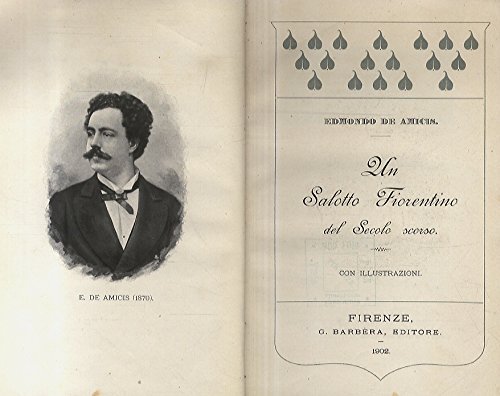 E. DE AMICIS (1870).
EDMONDO DE AMICIS.
Un
Salotto Fiorentino
del Secolo scorso.
CON ILLUSTRAZIONI.
FIRENZE,
G. BARBÈRA, EDITORE.
1902.